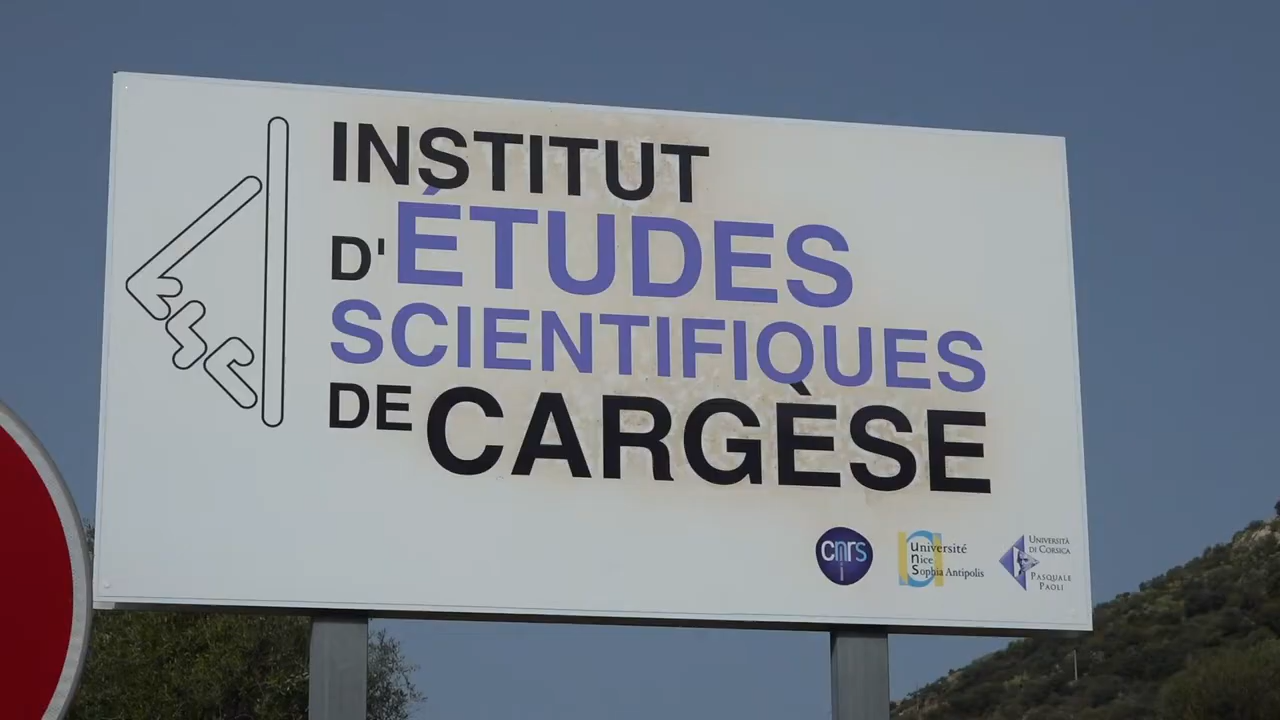 INSTITUT
D'ÉTUDES
SCIENTIFIQUES
DE CARGÈSE
cnrs
université
nice
Sophia Antipolis
UNIVERSITÀ
DI CORSICA
PASQUALE
PAOLI